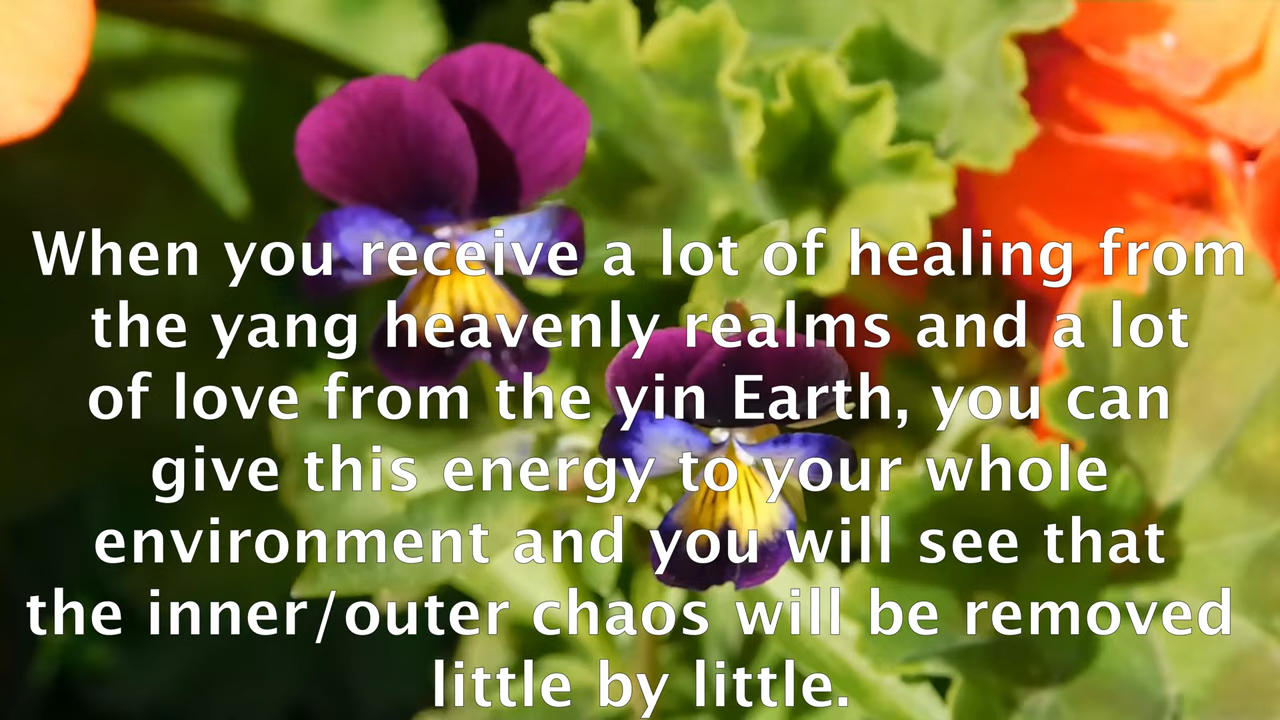 When you receive a lot of healing from
the yang heavenly realms and a lot
of love from the yin Earth, you can
give this energy to your whole
environment and you will see that
the inner/outer chaos will be removed
little by little.